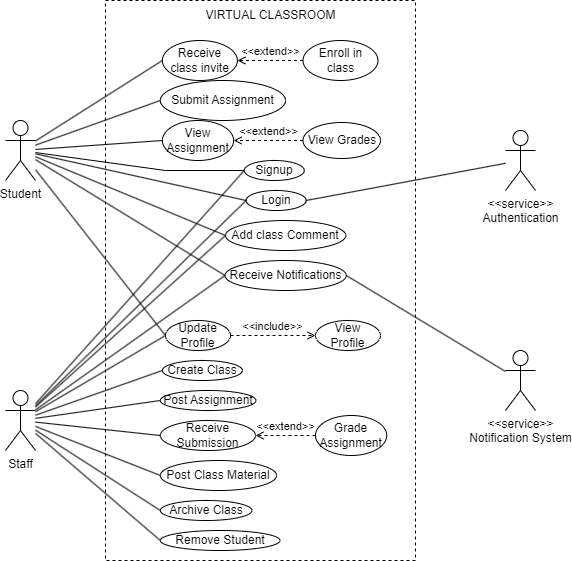 VIRTUAL CLASSROOM
Receive
class invite
<<extend>>
Enroll in
class
Submit Assignment
View
Assignment
<<extend>>
View Grades
Student
Signup
Login
<<service>>
Authentication
Add class Comment
Receive Notifications
Update
Profile
<<include>>
View
Profile
Create Class
Post Assignment
Receive
Submission
<<extend>>
Grade
Assignment
<<service>>
Notification System
Staff
Post Class Material
Archive Class
Remove Student